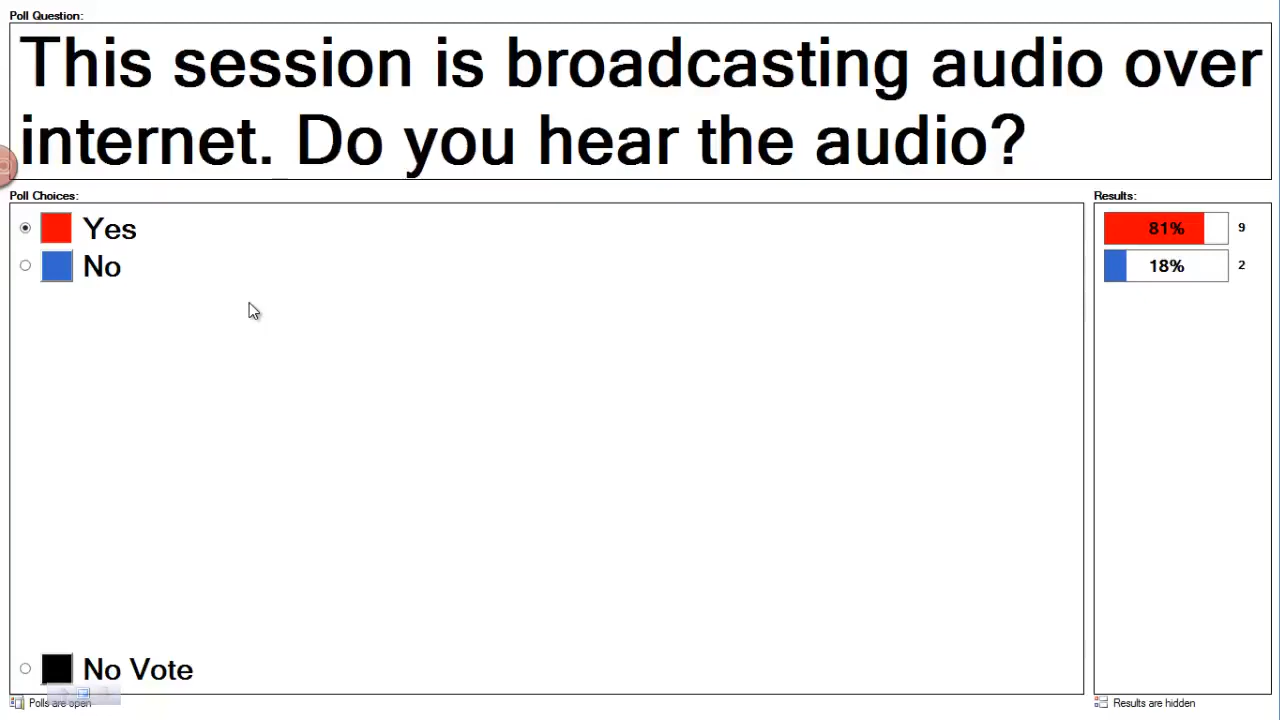 Poll Question:
This session is broadcasting audio over
internet. Do you hear the audio?
Poll Choices:
Results:
Yes
81% 9
No
18% 2
No Vote
Polls are open
Results are hidden